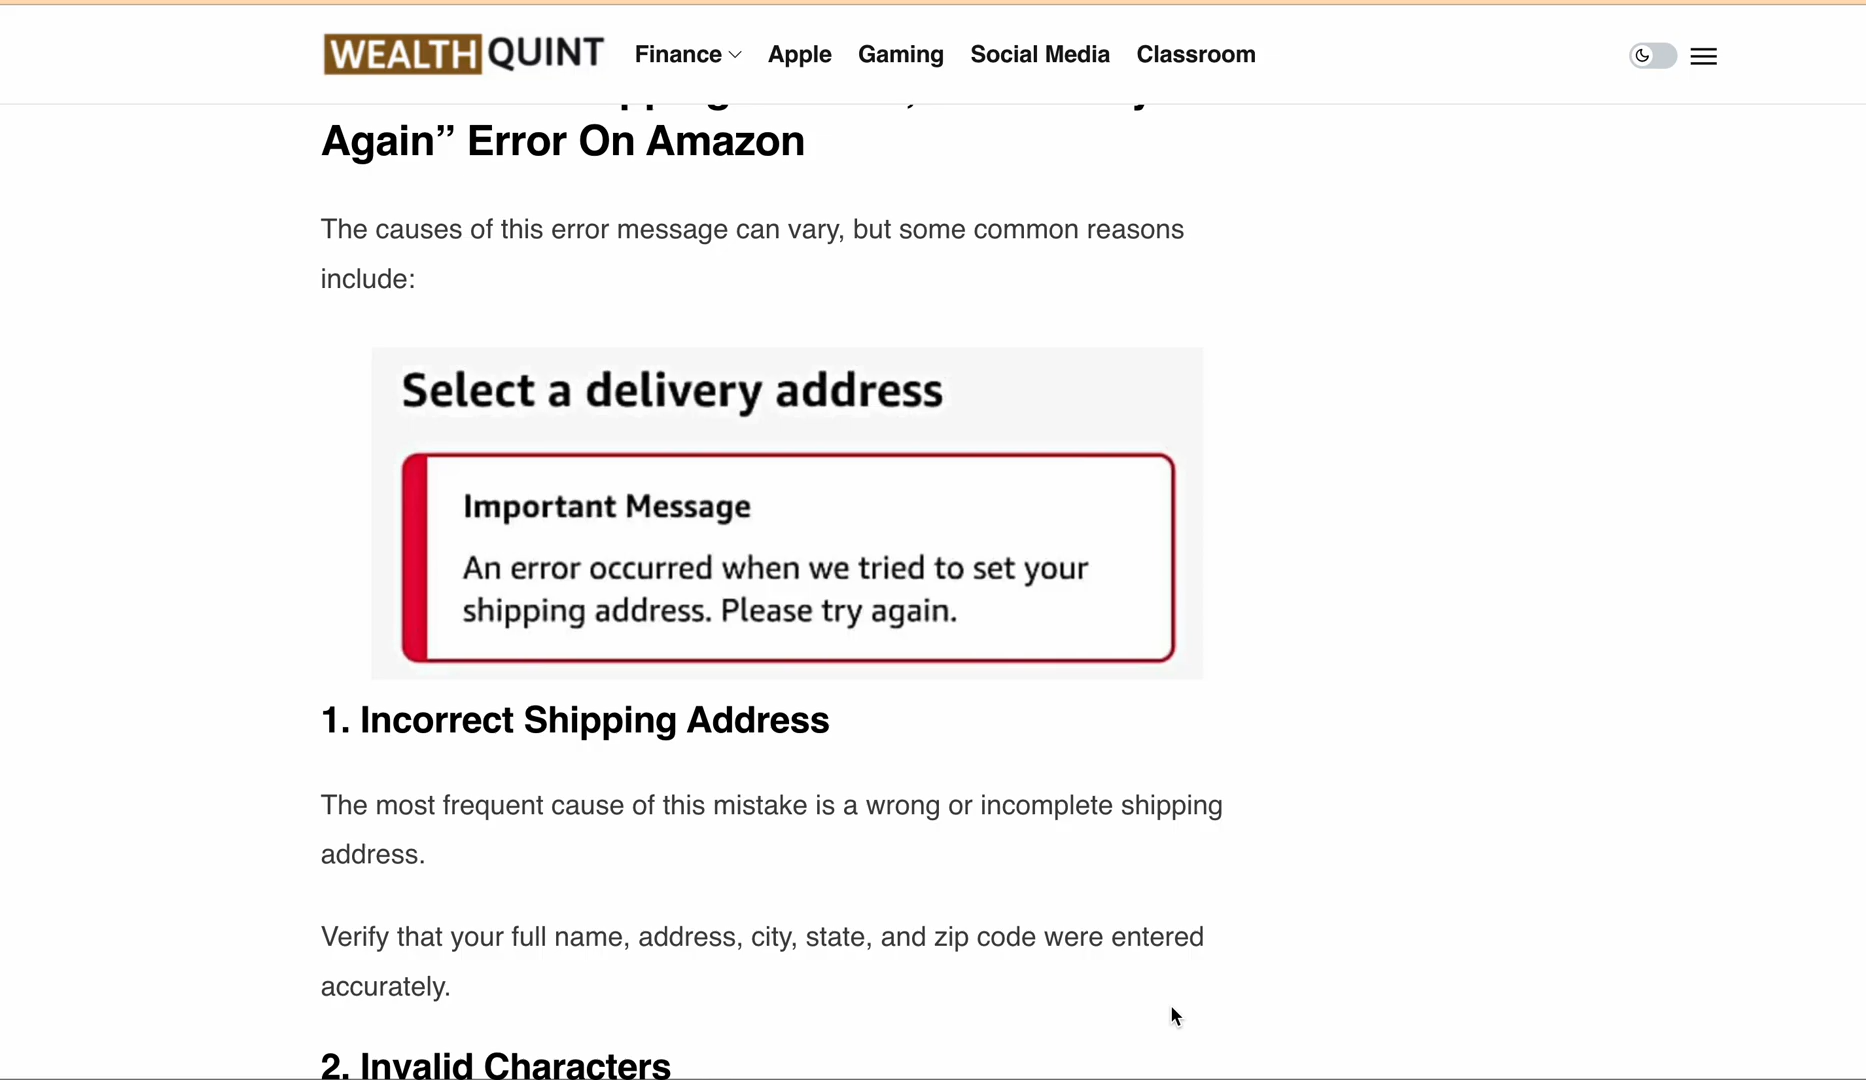 WEALTH QUINT Finance Apple Gaming Social Media Classroom
Again” Error On Amazon
The causes of this error message can vary, but some common reasons
include:
Select a delivery address
Important Message
An error occurred when we tried to set your
shipping address. Please try again.
1. Incorrect Shipping Address
The most frequent cause of this mistake is a wrong or incomplete shipping
address.
Verify that your full name, address, city, state, and zip code were entered
accurately.
2. Invalid Characters